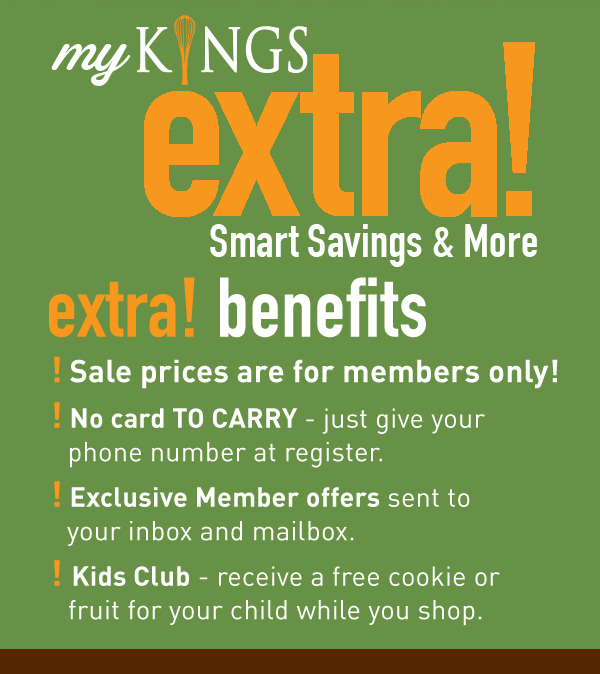 my KINGS
extra!
Smart Savings & More
extra! benefits
! Sale prices are for members only!
! No card TO CARRY - just give your
phone number at register.
! Exclusive Member offers sent to
your inbox and mailbox.
! Kids Club - receive a free cookie or
fruit for your child while you shop.